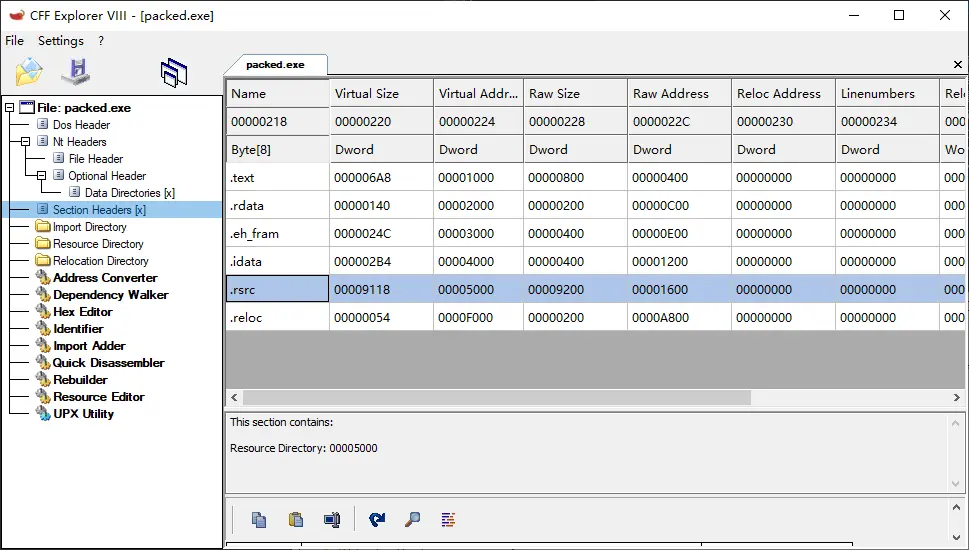 CFF Explorer VIII - [packed.exe]
File Settings ?
packed.exe
File: packed.exe
Dos Header
Nt Headers
File Header
Optional Header
Data Directories [x]
Section Headers [x]
Import Directory
Resource Directory
Relocation Directory
Address Converter
Dependency Walker
Hex Editor
Identifier
Import Adder
Quick Disassembler
Rebuilder
Resource Editor
UPX Utility
Name Virtual Size Virtual Addr... Raw Size Raw Address Reloc Address Linenumbers Relo
00000218 00000220 00000224 00000228 0000022C 00000230 00000234 000
Byte[8] Dword Dword Dword Dword Dword Dword Wo
.text 000006A8 00001000 00000800 00000400 00000000 00000000 000
.rdata 00000140 00002000 00000200 00000C00 00000000 00000000 000
.eh_fram 0000024C 00003000 00000400 00000E00 00000000 00000000 000
.idata 000002B4 00004000 00000400 00001200 00000000 00000000 000
.rsrc 00009118 00005000 00009200 00001600 00000000 00000000 000
.reloc 00000054 0000F000 00000200 0000A800 00000000 00000000 000
This section contains:
Resource Directory: 00005000